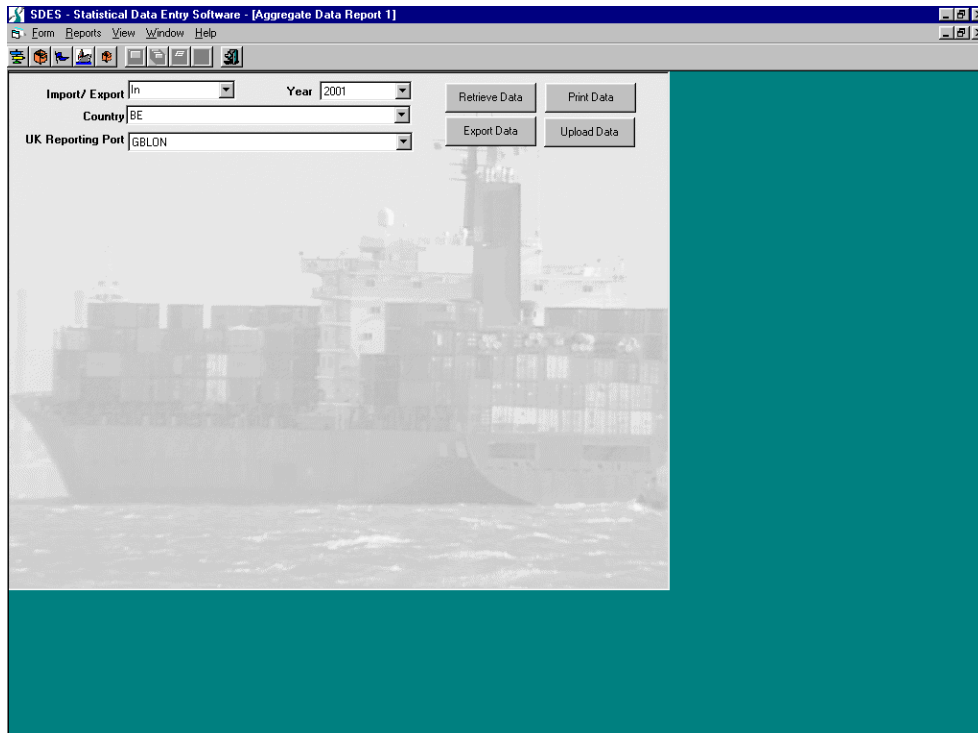 SDES - Statistical Data Entry Software - [Aggregate Data Report 1]
Form Reports View Window Help
Import/ Export In Year 2001 Retrieve Data Print Data
Country BE
UK Reporting Port GBLON Export Data Upload Data